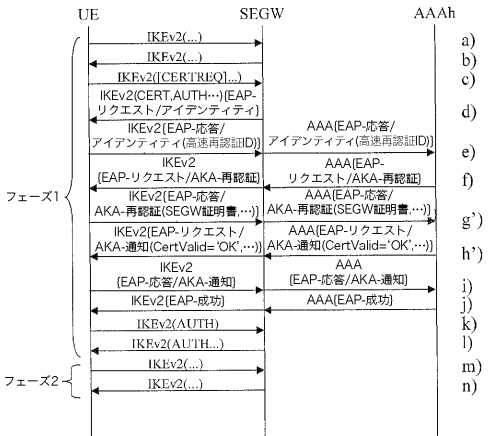 UE SEGW AAAh
IKEv2(...) a)
IKEv2(...) b)
IKEv2([CERTREQ]...) c)
IKEv2(CERT,AUTH…){EAP-
リクエスト/アイデンティティ} d)
IKEv2{EAP-応答/ AAA{EAP-応答/
アイデンティティ(高速再認証ID)} アイデンティティ(高速再認証ID)} e)
IKEv2 AAA{EAP-
{EAP-リクエスト/AKA-再認証} リクエスト/AKA-再認証} f)
IKEv2{EAP-応答/ AAA{EAP-応答/
AKA-再認証(SEGW証明書,…)} AKA-再認証(SEGW証明書,…)} g')
フェーズ1
IKEv2{EAP-リクエスト/ AAA{EAP-リクエスト/
AKA-通知(CertValid='OK',…)} AKA-通知(CertValid='OK',…)} h')
IKEv2 AAA
{EAP-応答/AKA-通知} {EAP-応答/AKA-通知} i)
IKEv2{EAP-成功} AAA{EAP-成功} j)
IKEv2(AUTH) k)
IKEv2(AUTH...) l)
IKEv2(...) m)
フェーズ2
IKEv2(...) n)